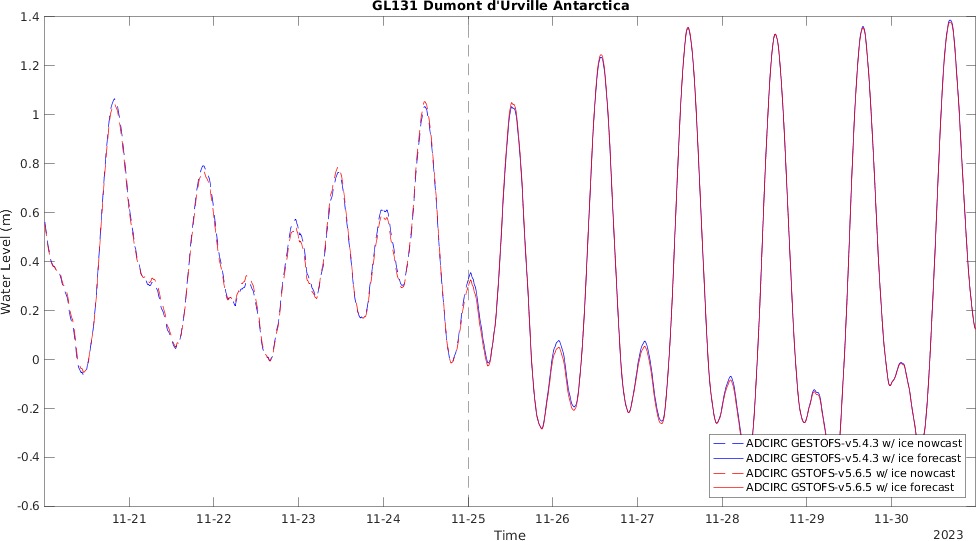 GL131 Dumont d'Urville Antarctica
1.4
1.2
1
0.8
0.6
0.4
0.2
0
-0.2
-0.4
-0.6
Water Level (m)
ADCIRC GESTOFS-v5.4.3 w/ ice nowcast
ADCIRC GESTOFS-v5.4.3 w/ ice forecast
ADCIRC GSTOFS-v5.6.5 w/ ice nowcast
ADCIRC GSTOFS-v5.6.5 w/ ice forecast
11-21 11-22 11-23 11-24 11-25 11-26 11-27 11-28 11-29 11-30
Time
2023